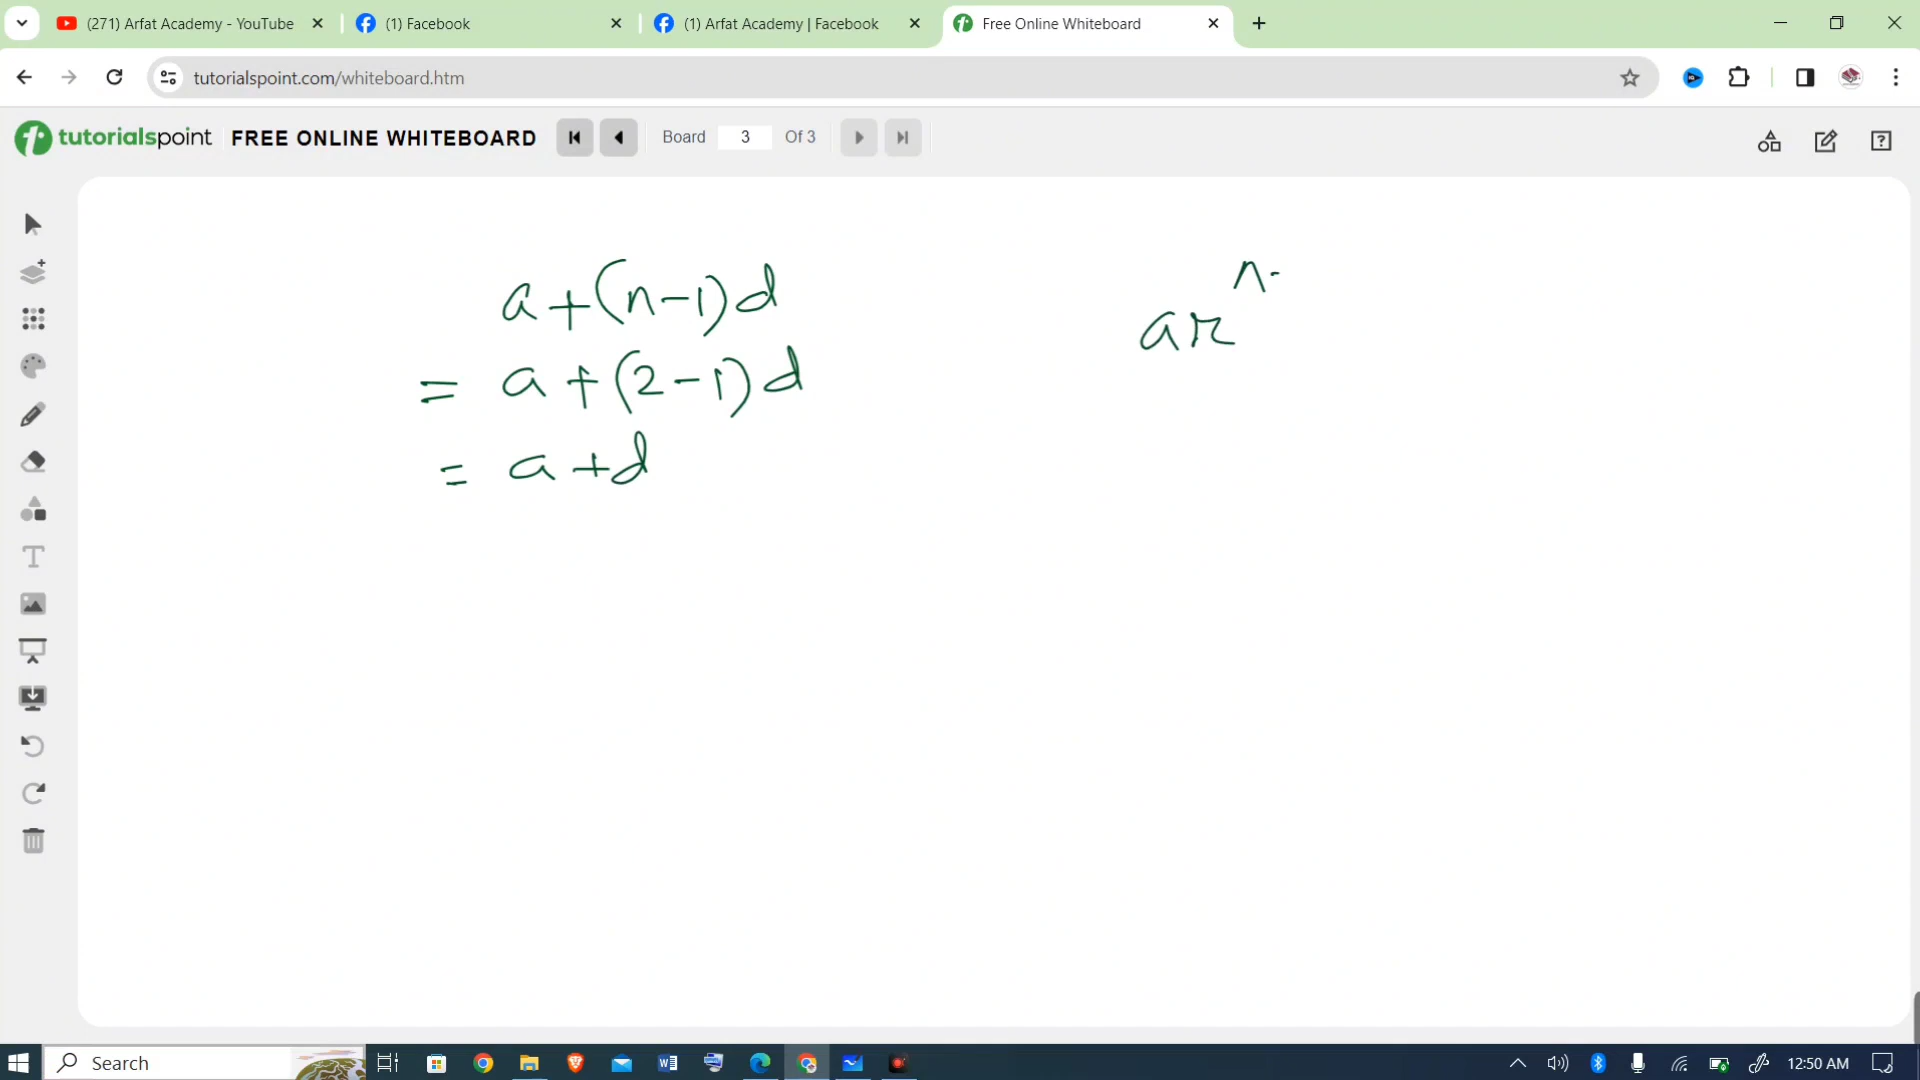 (271) Arfat Academy - YouTube
(1) Facebook
(1) Arfat Academy | Facebook
Free Online Whiteboard
tutorialspoint.com/whiteboard.htm
tutorialspoint FREE ONLINE WHITEBOARD
Board 3 Of 3
a+(n-1)d
= a+(2-1)d
= a+d
ar^n-
Search
12:50 AM